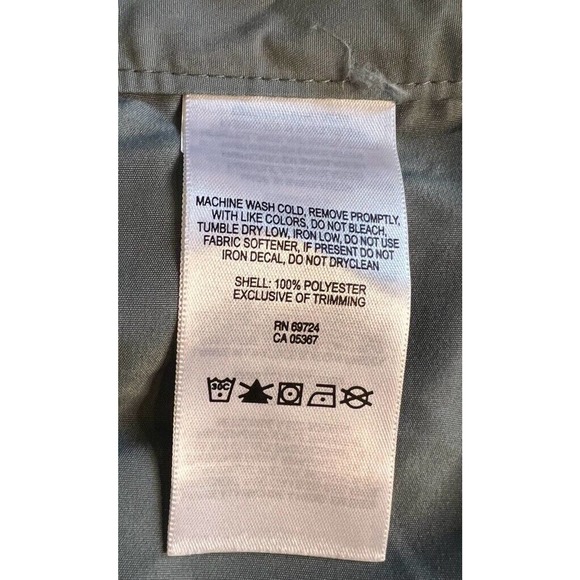 MACHINE WASH COLD, REMOVE PROMPTLY,
WITH LIKE COLORS, DO NOT BLEACH,
TUMBLE DRY LOW, IRON LOW, DO NOT USE
FABRIC SOFTENER, IF PRESENT DO NOT
IRON DECAL, DO NOT DRYCLEAN
SHELL: 100% POLYESTER
EXCLUSIVE OF TRIMMING
RN 69724
CA 05367
30C